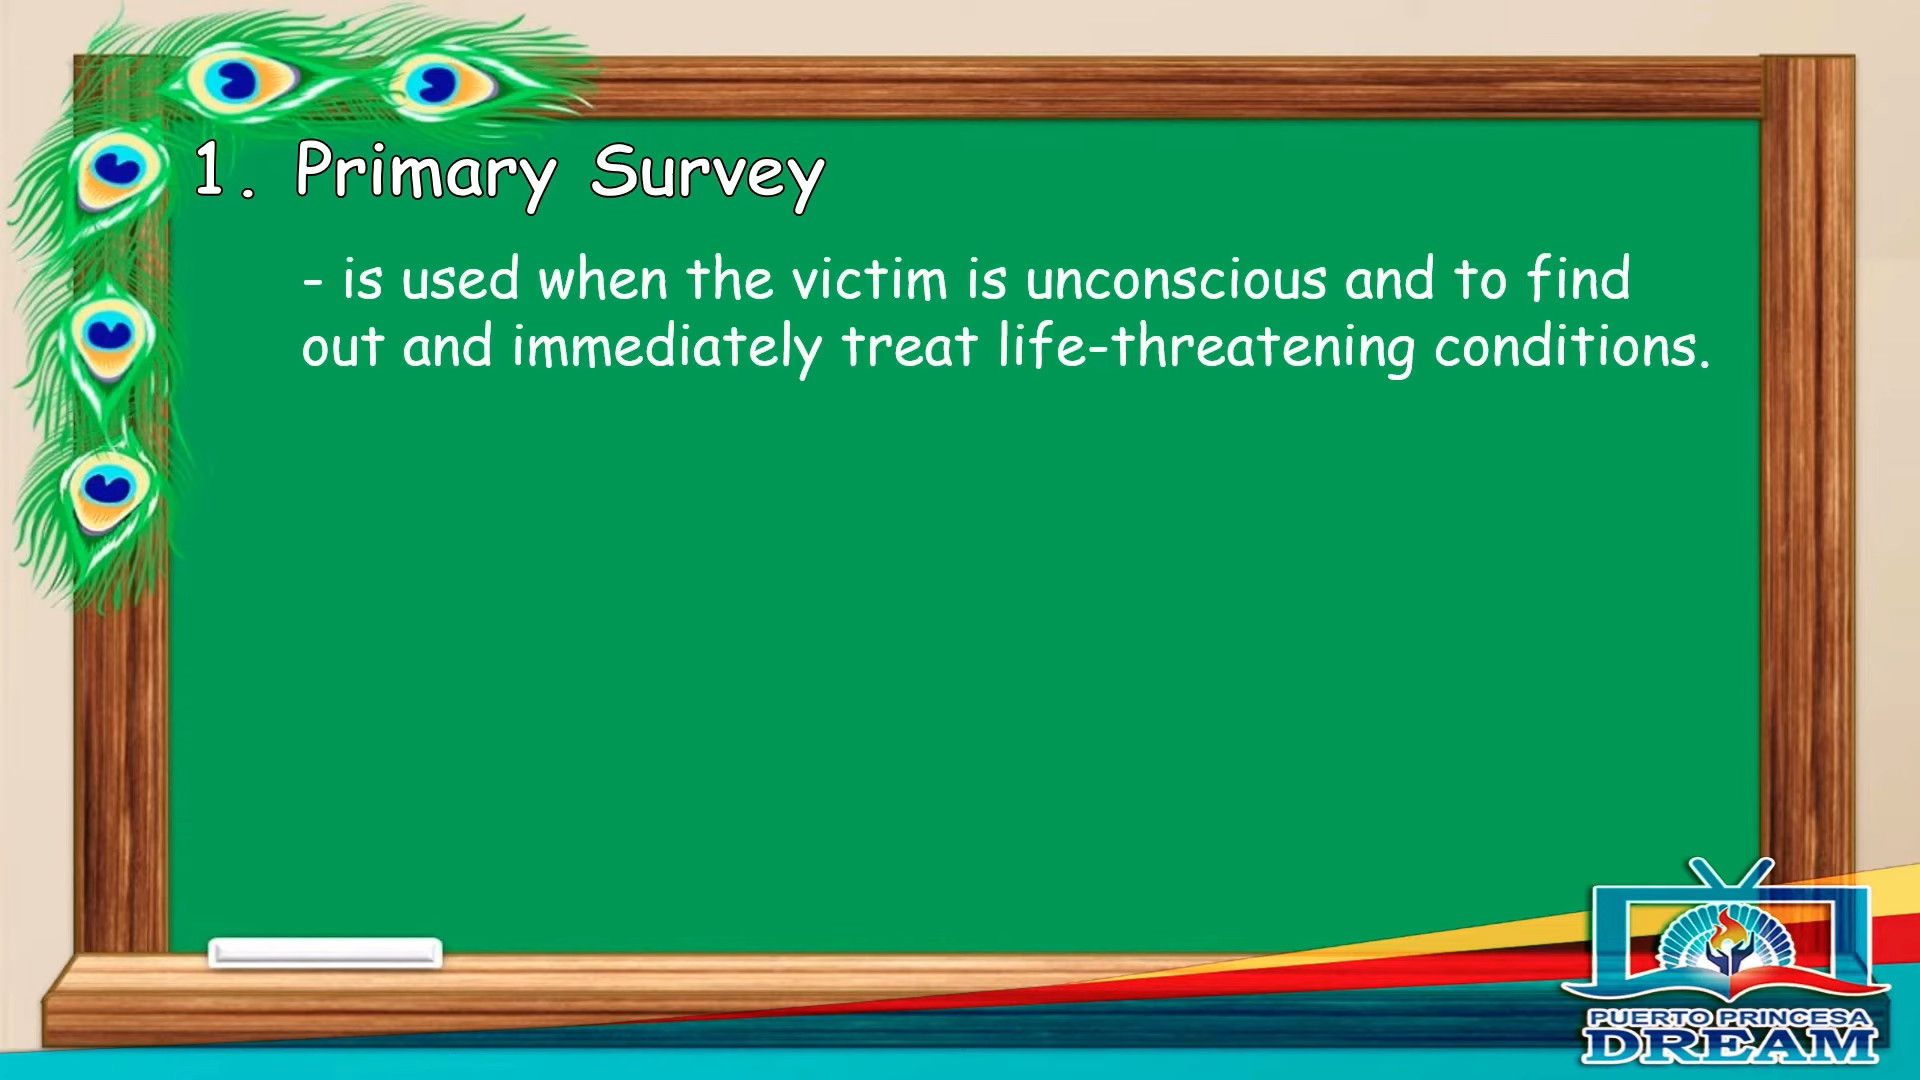 1. Primary Survey
- is used when the victim is unconscious and to find
out and immediately treat life-threatening conditions.
PUERTO PRINCESA
DREAM